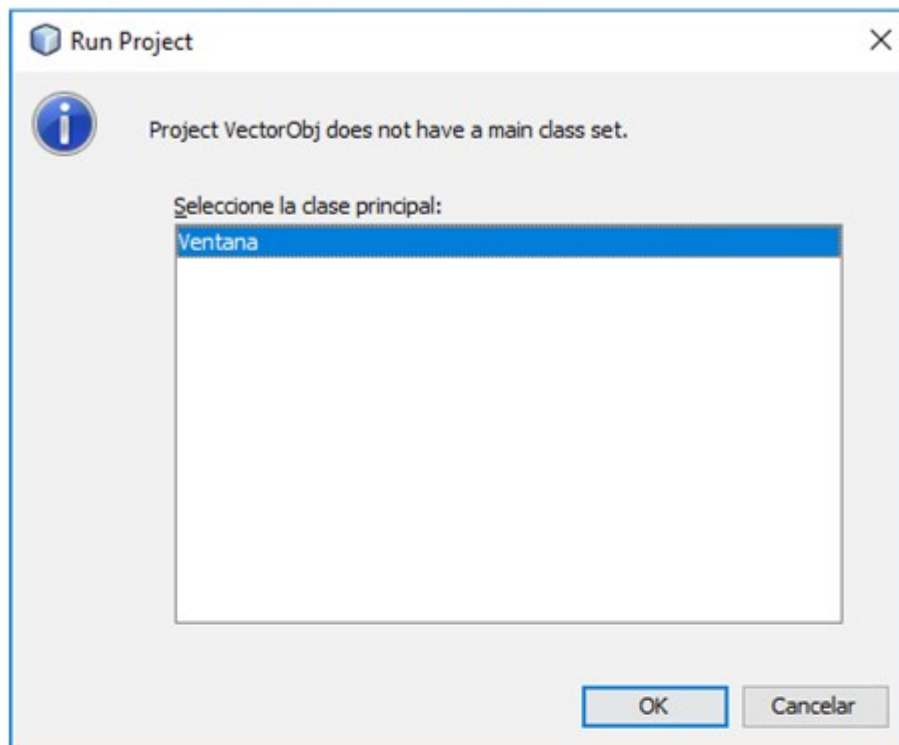 Run Project
Project VectorObj does not have a main class set.
Seleccione la clase principal:
Ventana
OK
Cancelar